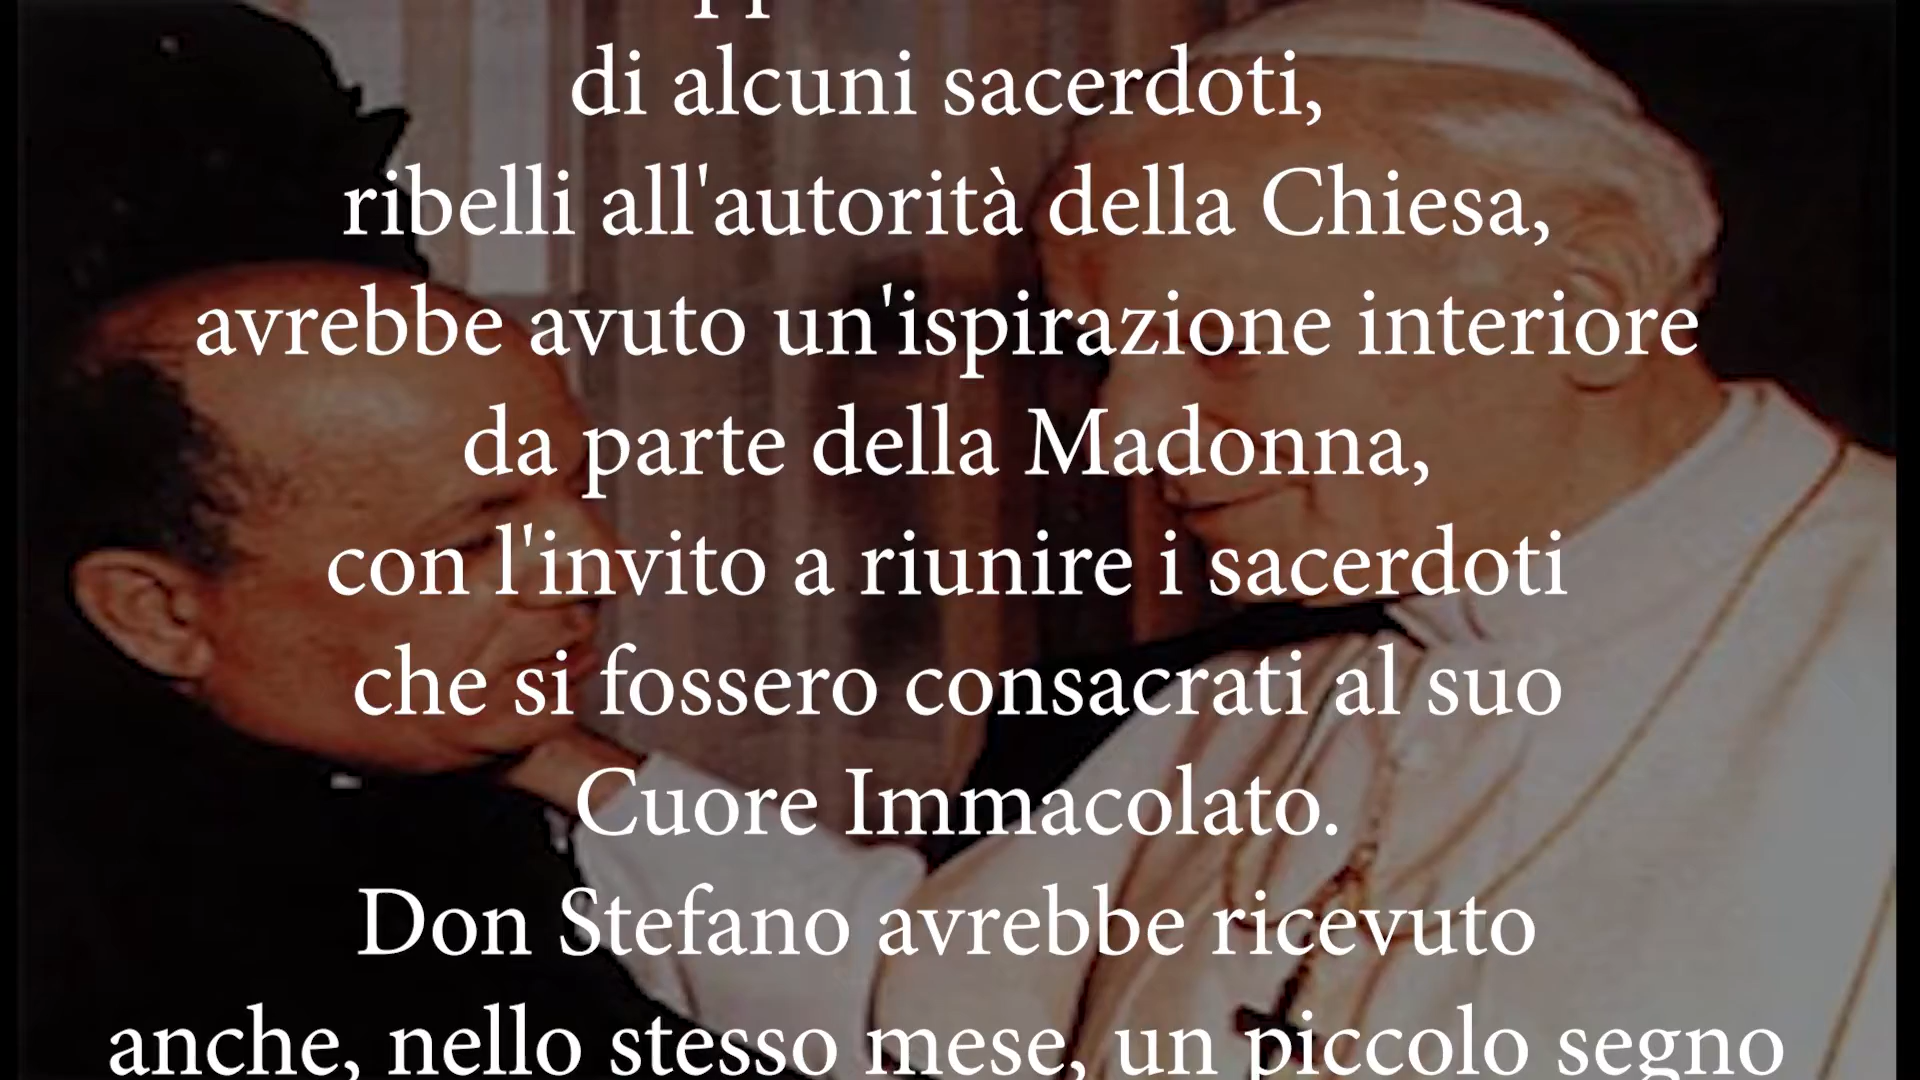 di alcuni sacerdoti,
ribelli all'autorità della Chiesa,
avrebbe avuto un'ispirazione interiore
da parte della Madonna,
con l'invito a riunire i sacerdoti
che si fossero consacrati al suo
Cuore Immacolato.
Don Stefano avrebbe ricevuto
anche, nello stesso mese, un piccolo segno